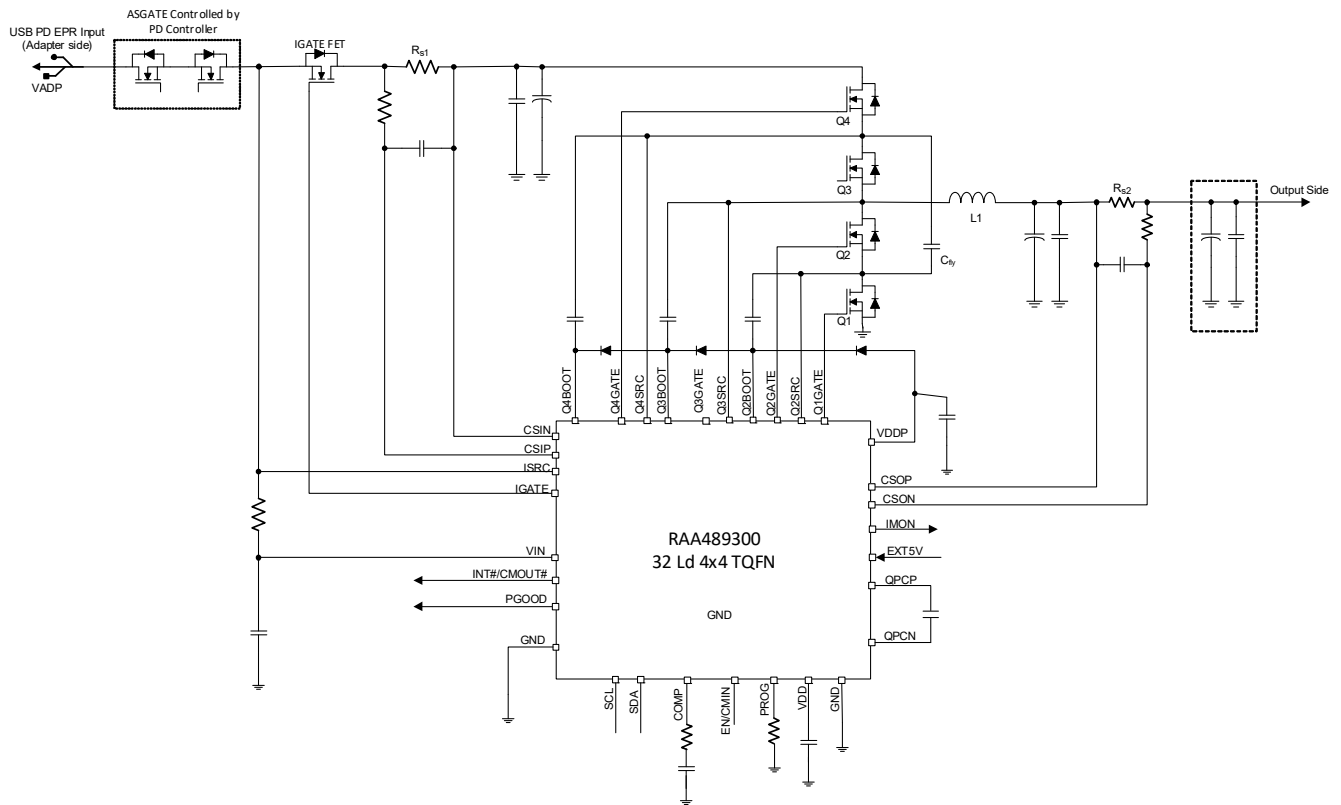 ASGATE Controlled by
PD Controller
USB PD EPR Input
(Adapter side)
VADP
IGATE FET
Rs1
Q4
Q3
Q2
Q1
Cfly
L1
Rs2
Output Side
Q4BOOT
Q4GATE
Q4SRC
Q3BOOT
Q3GATE
Q3SRC
Q2BOOT
Q2GATE
Q2SRC
Q1GATE
CSIN
CSIP
ISRC
IGATE
VIN
INT#/CMOUT#
PGOOD
GND
VDDP
CSOP
CSON
IMON
EXT5V
QPCP
QPCN
RAA489300
32 Ld 4x4 TQFN
GND
SCL
SDA
COMP
EN/CMIN
PROG
VDD
GND